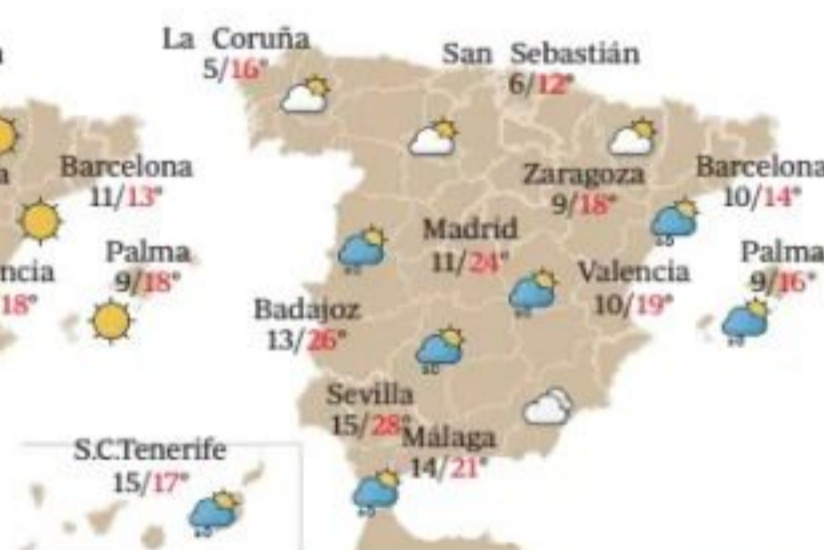 La Coruña
5/16°
San Sebastián
6/12°
Barcelona
11/13°
Zaragoza
9/18°
Barcelona
10/14°
Madrid
11/24°
Palma
9/18°
ncia
18°
Valencia
10/19°
Palma
9/16°
Badajoz
13/26°
Sevilla
15/28°
Málaga
14/21°
S.C.Tenerife
15/17°